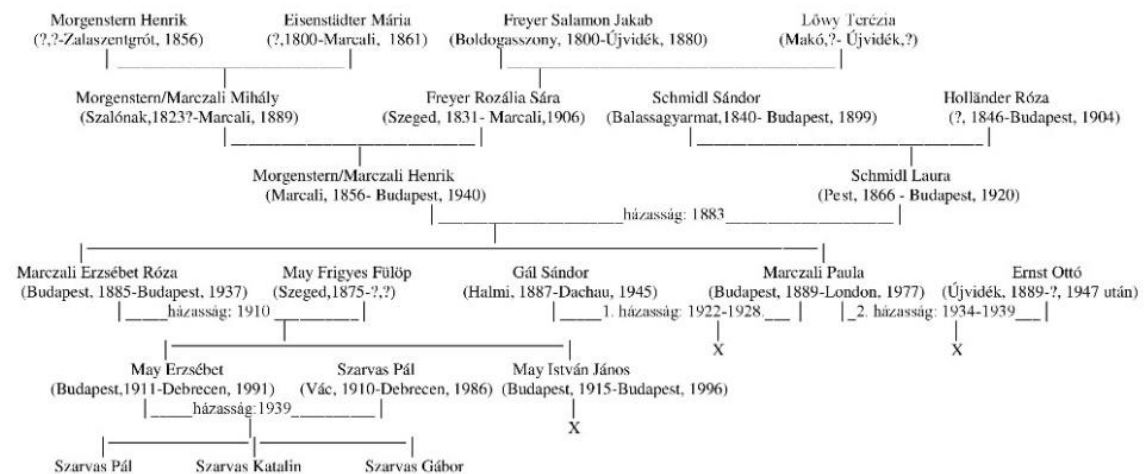 Morgenstern Henrik Eisenstädter Mária Freyer Salamon Jakab Lőwy Terézia
(?,?-Zalaszentgrót, 1856) (?,1800-Marcali, 1861) (Boldogasszony, 1800-Újvidék, 1880) (Makó,?- Újvidék,?)
Morgenstern/Marczali Mihály Freyer Rozália Sára Schmidl Sándor Holländer Róza
(Szalónak,1823?-Marcali, 1889) (Szeged, 1831- Marcali,1906) (Balassagyarmat,1840- Budapest, 1899) (?, 1846-Budapest, 1904)
Morgenstern/Marczali Henrik Schmidl Laura
(Marcali, 1856- Budapest, 1940) (Pest, 1866 - Budapest, 1920)
házasság: 1883
Marczali Erzsébet Róza May Frigyes Fülöp Gál Sándor Marczali Paula Ernst Ottó
(Budapest, 1885-Budapest, 1937) (Szeged,1875-?,?) (Halmi, 1887-Dachau, 1945) (Budapest, 1889-London, 1977) (Újvidék, 1889-?, 1947 után)
házasság: 1910 1. házasság: 1922-1928. 2. házasság: 1934-1939
X X
May Erzsébet Szarvas Pál May István János
(Budapest,1911-Debrecen, 1991) (Vác, 1910-Debrecen, 1986) (Budapest, 1915-Budapest, 1996)
házasság:1939
X
Szarvas Pál Szarvas Katalin Szarvas Gábor